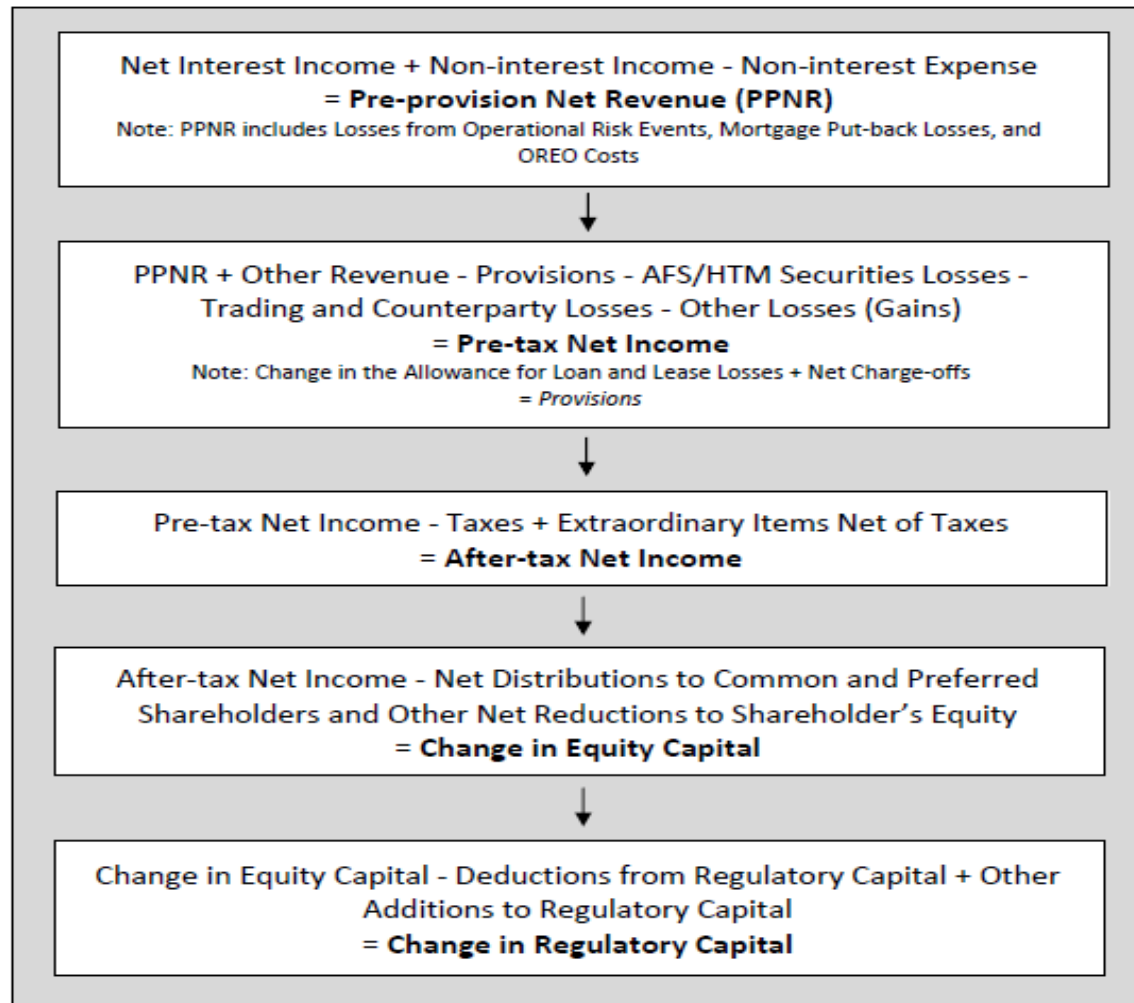 Net Interest Income + Non-interest Income - Non-interest Expense
= Pre-provision Net Revenue (PPNR)
Note: PPNR includes Losses from Operational Risk Events, Mortgage Put-back Losses, and
OREO Costs
PPNR + Other Revenue - Provisions - AFS/HTM Securities Losses -
Trading and Counterparty Losses - Other Losses (Gains)
= Pre-tax Net Income
Note: Change in the Allowance for Loan and Lease Losses + Net Charge-offs
= Provisions
Pre-tax Net Income - Taxes + Extraordinary Items Net of Taxes
= After-tax Net Income
After-tax Net Income - Net Distributions to Common and Preferred
Shareholders and Other Net Reductions to Shareholder's Equity
= Change in Equity Capital
Change in Equity Capital - Deductions from Regulatory Capital + Other
Additions to Regulatory Capital
= Change in Regulatory Capital